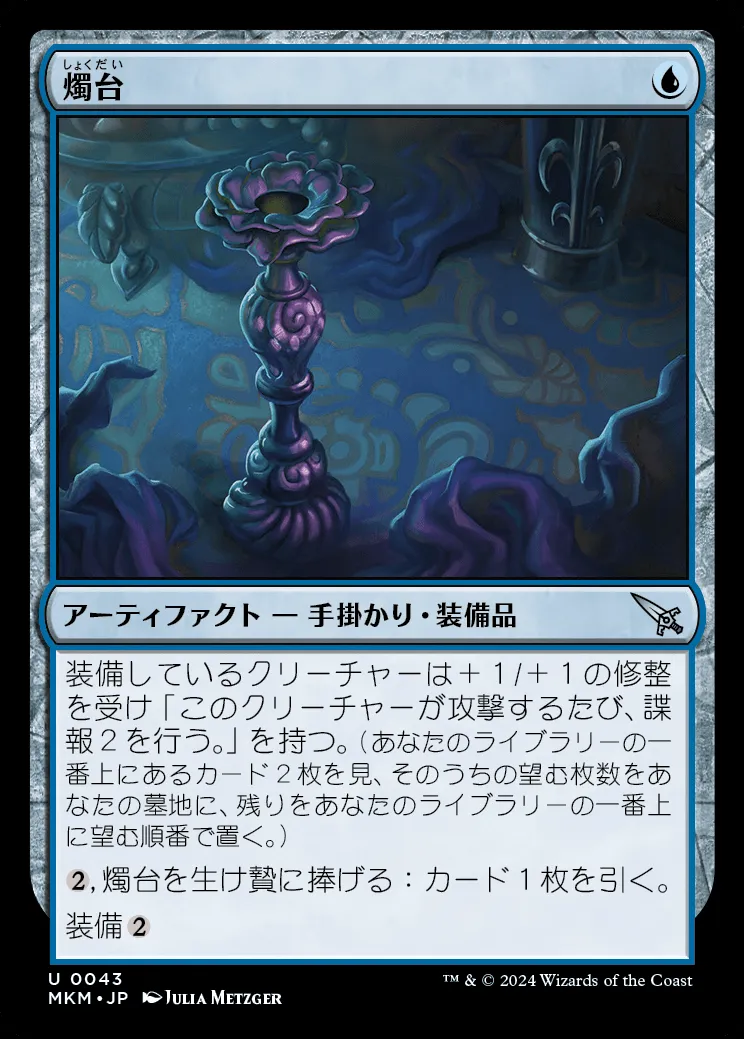 しょくだい
燭台
アーティファクト — 手掛かり・装備品
装備しているクリーチャーは＋１/＋１の修整
を受け「このクリーチャーが攻撃するたび、諜
報２を行う。」を持つ。（あなたのライブラリーの一
番上にあるカード２枚を見、そのうちの望む枚数をあ
なたの墓地に、残りをあなたのライブラリーの一番上
に望む順番で置く。）
2,燭台を生け贄に捧げる：カード１枚を引く。
装備2
U 0043 ™ & © 2024 Wizards of the Coast
MKM • JP Julia Metzger